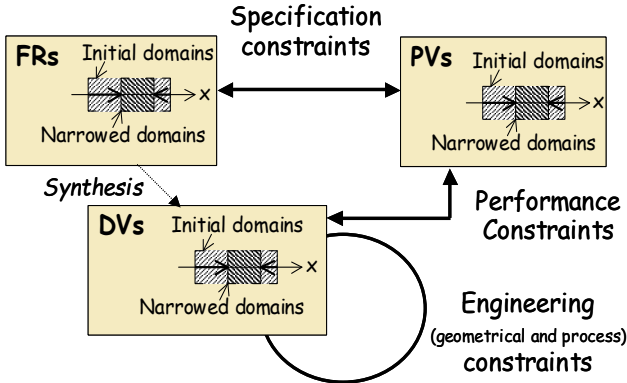 Specification
constraints
FRs
Initial domains
x
Narrowed domains
PVs
Initial domains
x
Narrowed domains
Synthesis
DVs
Initial domains
x
Narrowed domains
Performance
Constraints
Engineering
(geometrical and process)
constraints